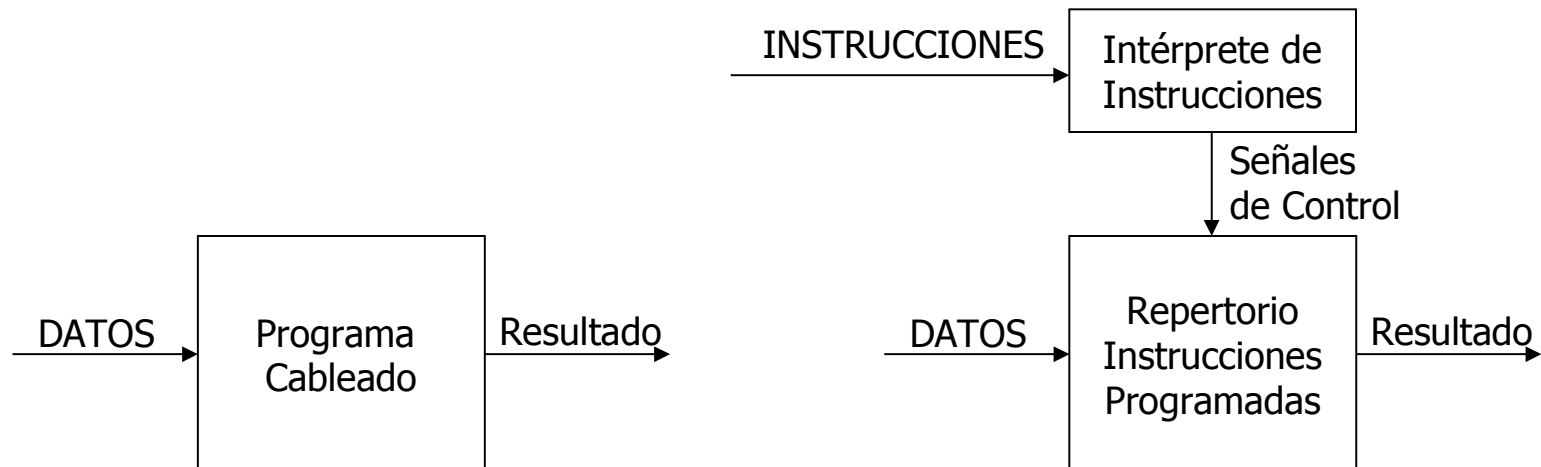 DATOS
Programa
Cableado
Resultado
INSTRUCCIONES
Intérprete de
Instrucciones
Señales
de Control
DATOS
Repertorio
Instrucciones
Programadas
Resultado